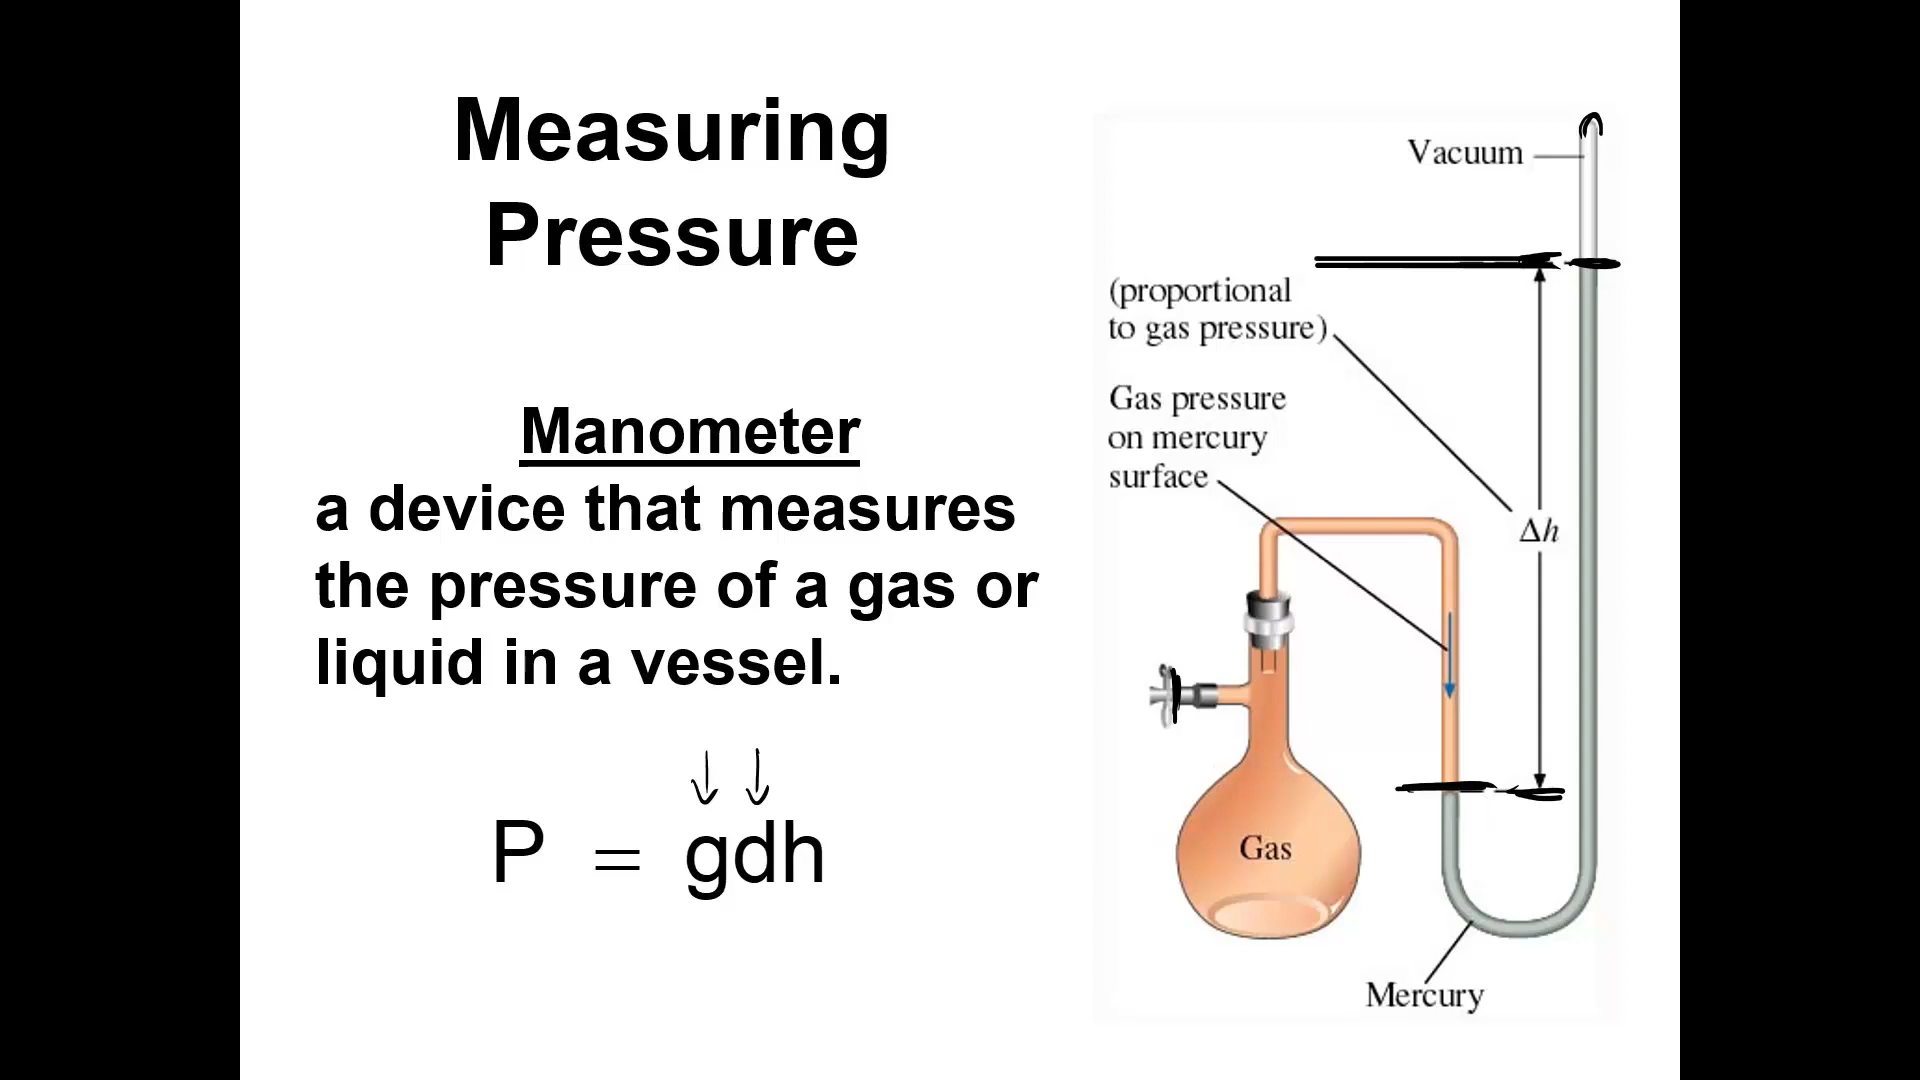 Measuring
Pressure
Manometer
a device that measures
the pressure of a gas or
liquid in a vessel.
P = gdh
Vacuum
(proportional
to gas pressure)
Gas pressure
on mercury
surface
Δh
Gas
Mercury